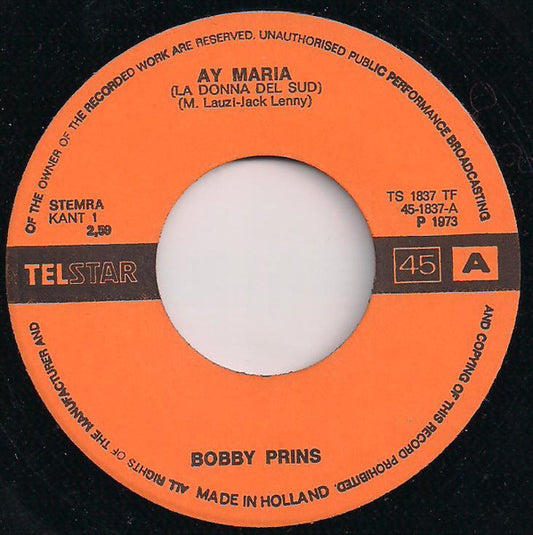 ALL RIGHTS OF THE MANUFACTURER AND OF THE OWNER OF THE RECORDED WORK ARE RESERVED. UNAUTHORISED PUBLIC PERFORMANCE BROADCASTING AND COPYING OF THIS RECORD PROHIBITED.
AY MARIA
(LA DONNA DEL SUD)
(M. Lauzi-Jack Lenny)
STEMRA
KANT 1
2,59
TS 1837 TF
45-1837-A
P 1973
TELSTAR
45 A
BOBBY PRINS
MADE IN HOLLAND